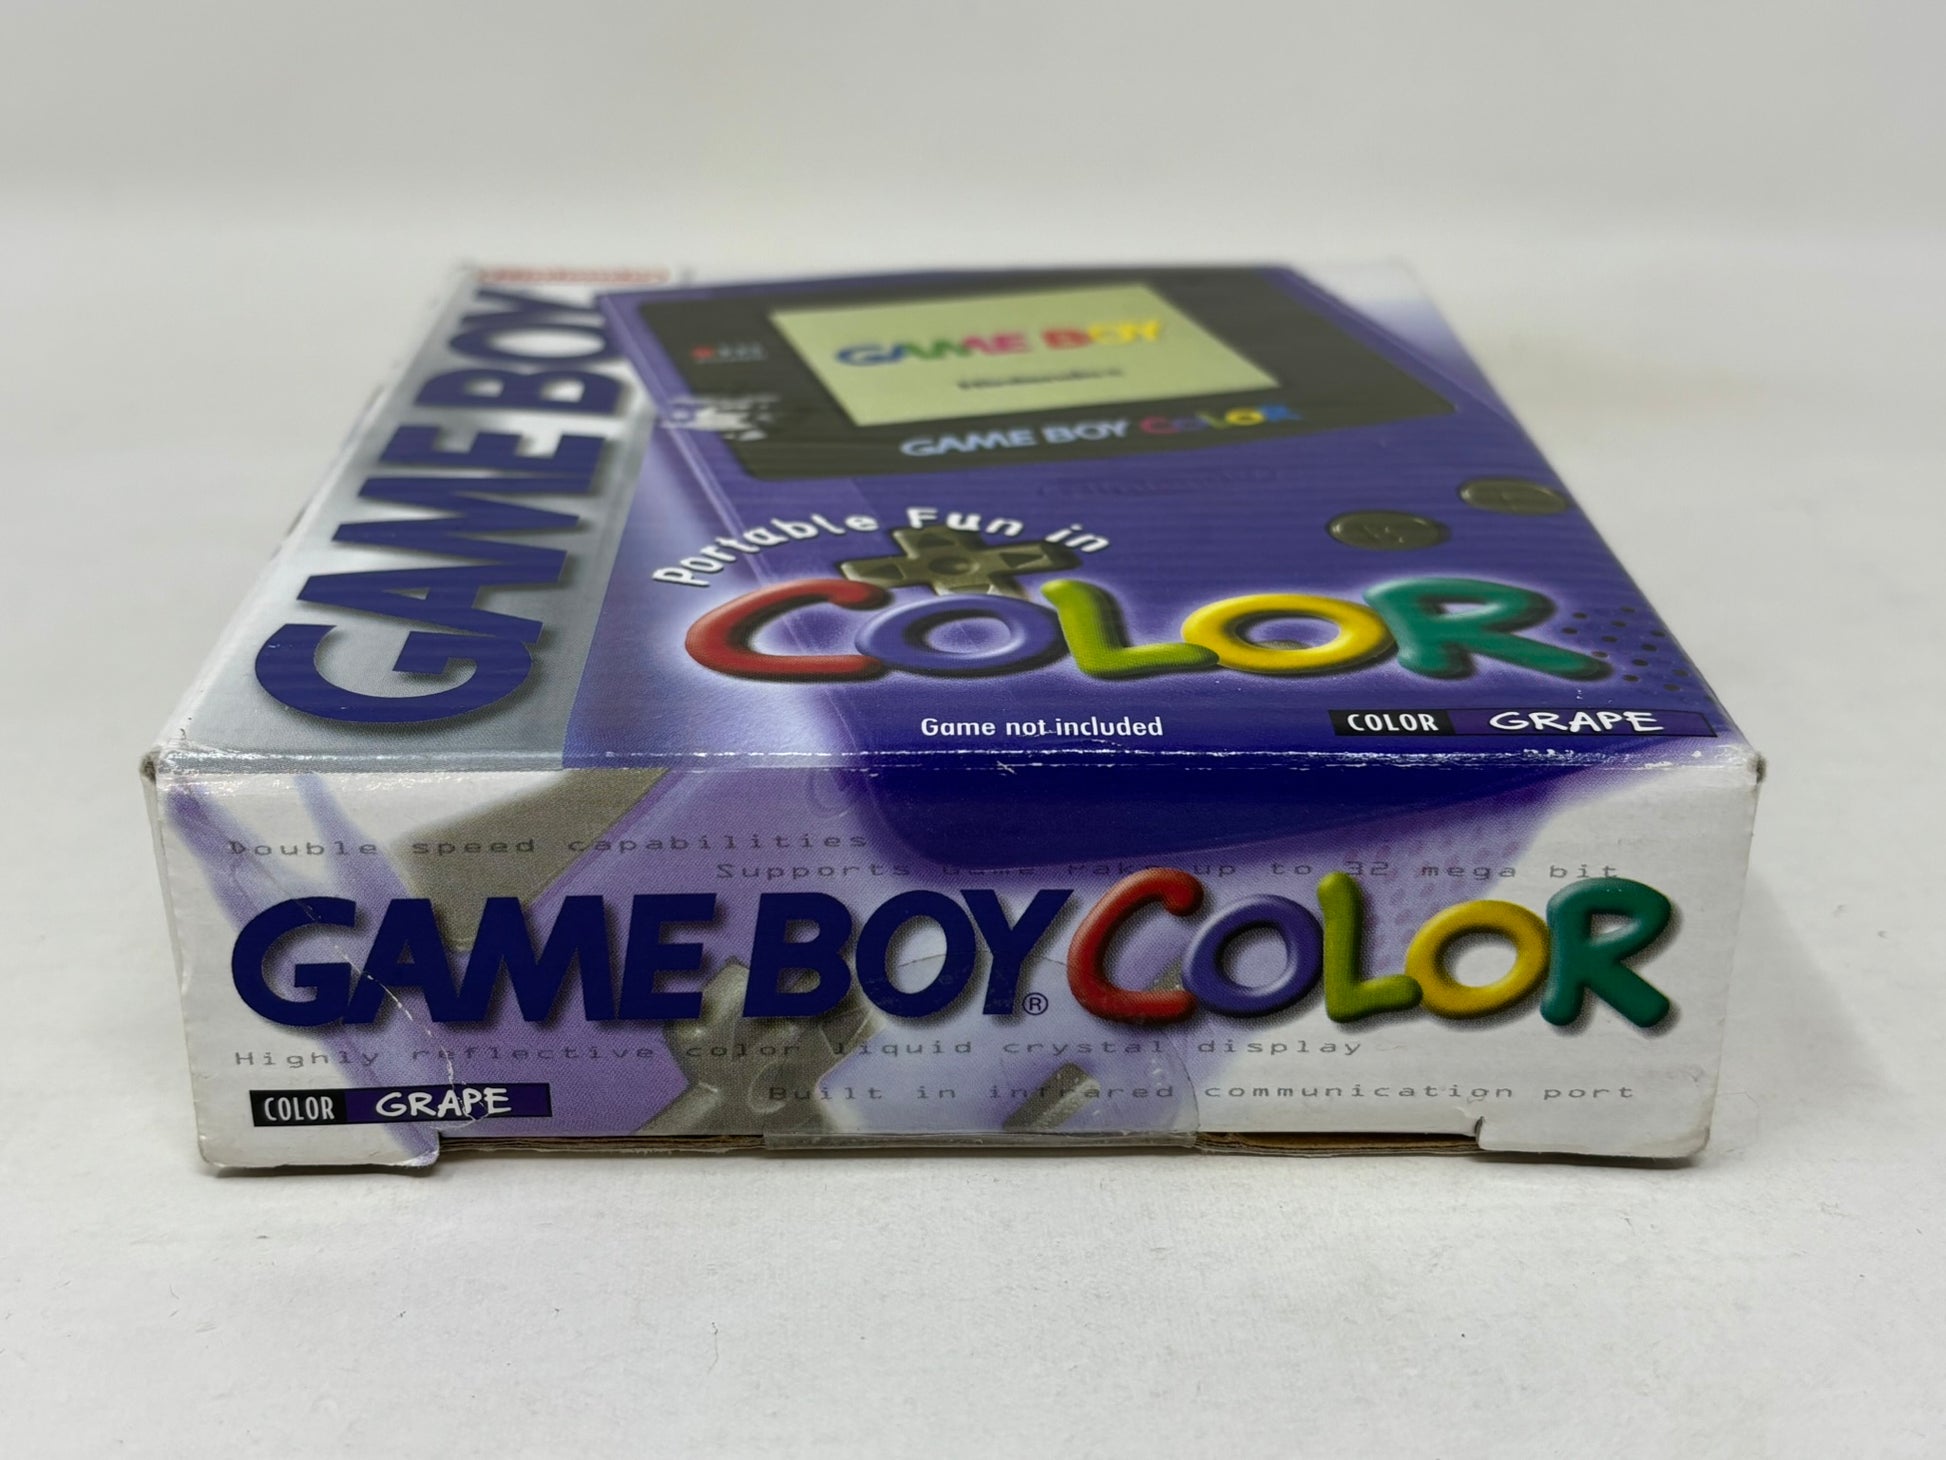 Nintendo
GAME BOY
GAME BOY
Nintendo
GAME BOY COLOR
Portable Fun in
COLOR
Game not included
COLOR GRAPE
Double speed capabilities
Supports Game Paks up to 32 mega bit
GAME BOY® COLOR
Highly reflective color liquid crystal display
Built in infrared communication port
COLOR GRAPE